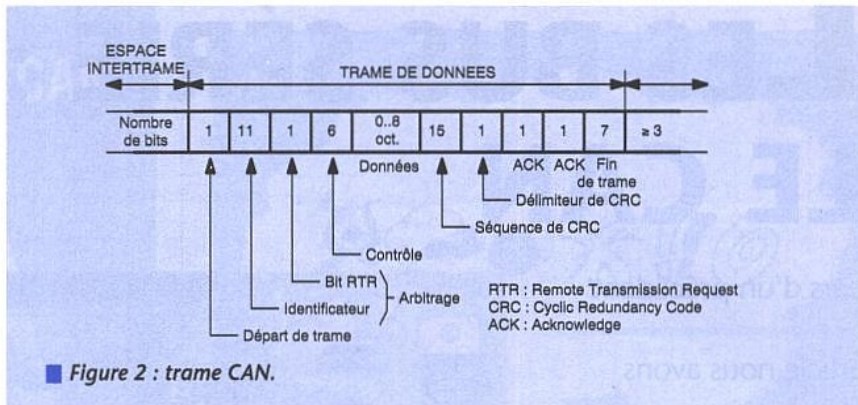 ESPACE
INTERTRAME
TRAME DE DONNEES
Nombre
de bits
1 11 1 6 0..8
oct. 15 1 1 1 7 ≥ 3
Données
ACK ACK Fin
de trame
Délimiteur de CRC
Séquence de CRC
Contrôle
Bit RTR
Arbitrage
Identificateur
Départ de trame
RTR : Remote Transmission Request
CRC : Cyclic Redundancy Code
ACK : Acknowledge
Figure 2 : trame CAN.